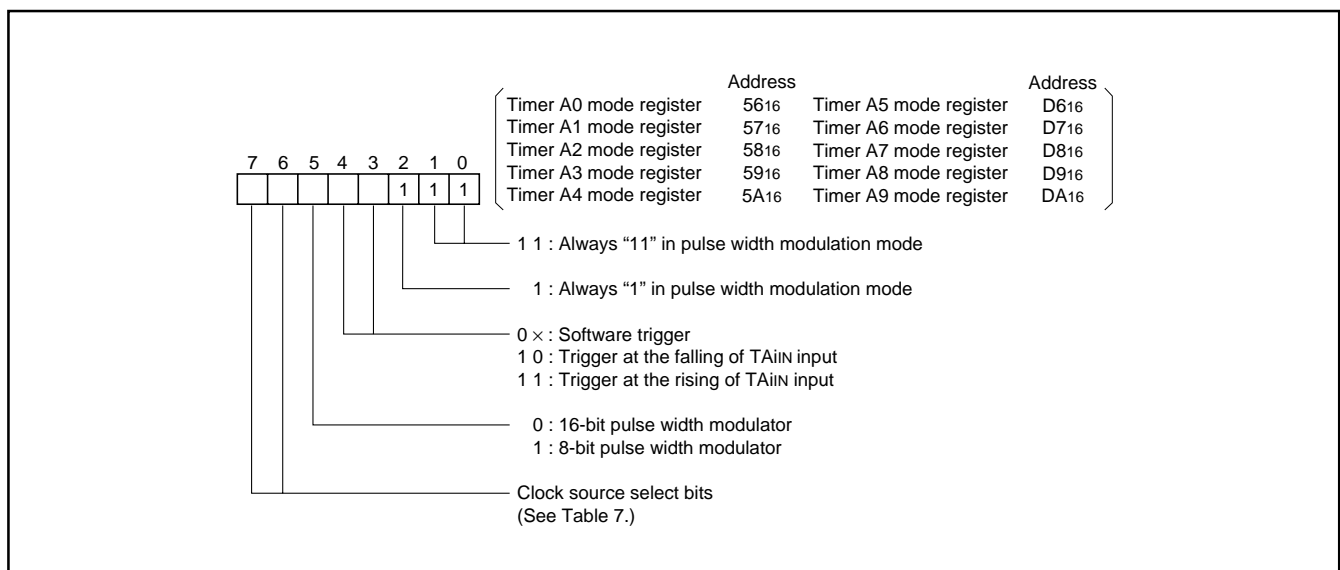 Address Address
Timer A0 mode register 5616 Timer A5 mode register D616
Timer A1 mode register 5716 Timer A6 mode register D716
Timer A2 mode register 5816 Timer A7 mode register D816
Timer A3 mode register 5916 Timer A8 mode register D916
Timer A4 mode register 5A16 Timer A9 mode register DA16
7 6 5 4 3 2 1 0
1 1 1
1 1 : Always “11” in pulse width modulation mode
1 : Always “1” in pulse width modulation mode
0 × : Software trigger
1 0 : Trigger at the falling of TAiIN input
1 1 : Trigger at the rising of TAiIN input
0 : 16-bit pulse width modulator
1 : 8-bit pulse width modulator
Clock source select bits
(See Table 7.)